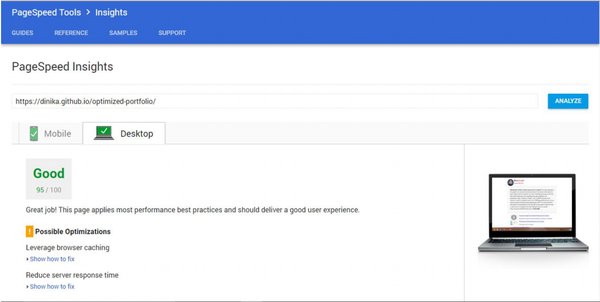 PageSpeed Tools > Insights
GUIDES REFERENCE SAMPLES SUPPORT
PageSpeed Insights
https://dinika.github.io/optimized-portfolio/ ANALYZE
Mobile Desktop
Good
95 / 100
Great job! This page applies most performance best practices and should deliver a good user experience.
! Possible Optimizations
Leverage browser caching
Show how to fix
Reduce server response time
Show how to fix